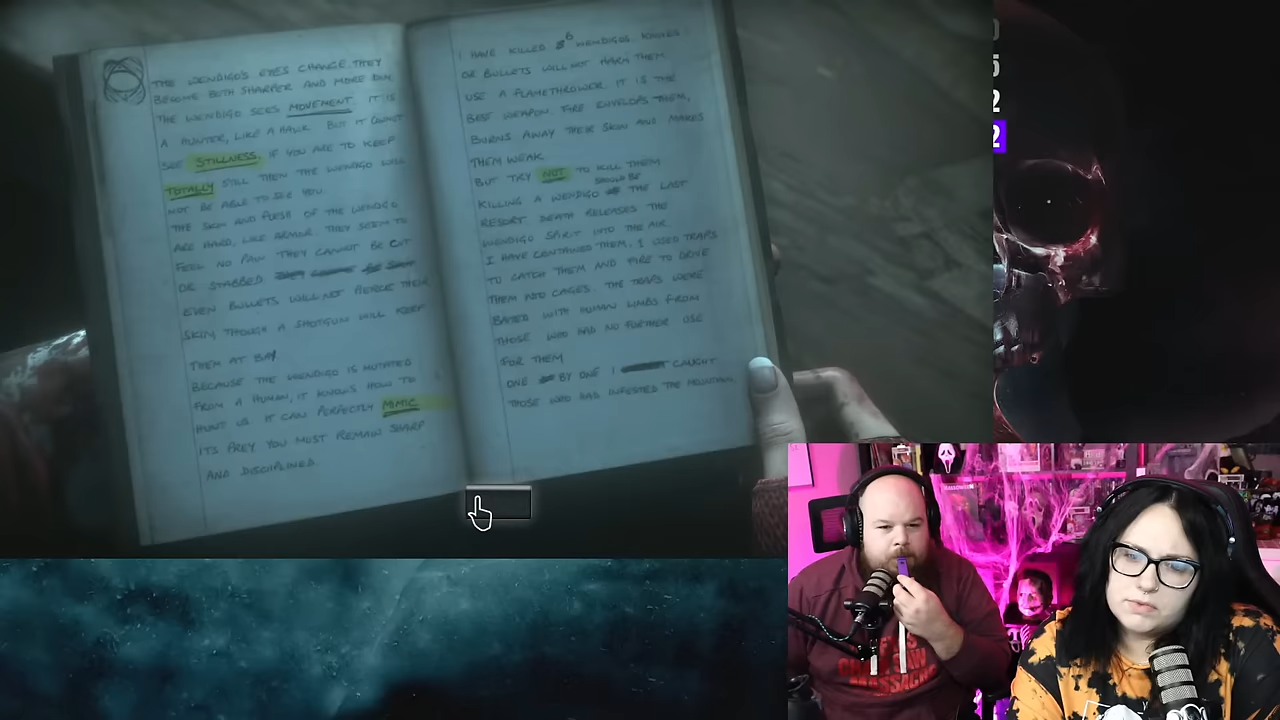 THE WENDIGO'S EYES CHANGE. THEY
BECOME BOTH SHARPER AND MORE DIM.
THE WENDIGO SEES MOVEMENT. IT IS
A HUNTER, LIKE A HAWK. BUT IT CANNOT
SEE STILLNESS. IF YOU ARE TO KEEP
TOTALLY STILL THEN THE WENDIGO WILL
NOT BE ABLE TO SEE YOU.
THE SKIN AND FLESH OF THE WENDIGO
ARE HARD, LIKE ARMOR. THEY SEEM TO
FEEL NO PAIN. THEY CANNOT BE CUT
OR STABBED
EVEN BULLETS WILL NOT PIERCE THEIR
SKIN, THOUGH A SHOTGUN WILL KEEP
THEM AT BAY.
BECAUSE THE WENDIGO IS MUTATED
FROM A HUMAN, IT KNOWS HOW TO
HUNT US. IT CAN PERFECTLY MIMIC
ITS PREY. YOU MUST REMAIN SHARP
AND DISCIPLINED.
I HAVE KILLED 6 WENDIGOS. KNIVES
OR BULLETS WILL NOT HARM THEM.
USE A FLAMETHROWER. IT IS THE
BEST WEAPON. FIRE ENVELOPS THEM,
BURNS AWAY THEIR SKIN AND MAKES
THEM WEAK.
BUT TRY NOT TO KILL THEM
KILLING A WENDIGO SHOULD BE THE LAST
RESORT. DEATH RELEASES THE
WENDIGO SPIRIT INTO THE AIR.
I HAVE CONTAINED THEM. I USED TRAPS
TO CATCH THEM AND FIRE TO DRIVE
THEM INTO CAGES. THE TRAPS WERE
BAITED WITH HUMAN LIMBS FROM
THOSE WHO HAD NO FURTHER USE
FOR THEM
ONE BY ONE I CAUGHT
THOSE WHO HAD INFESTED THE MOUNTAIN.
5
2
2
HALLOWEEN
MASSACRE